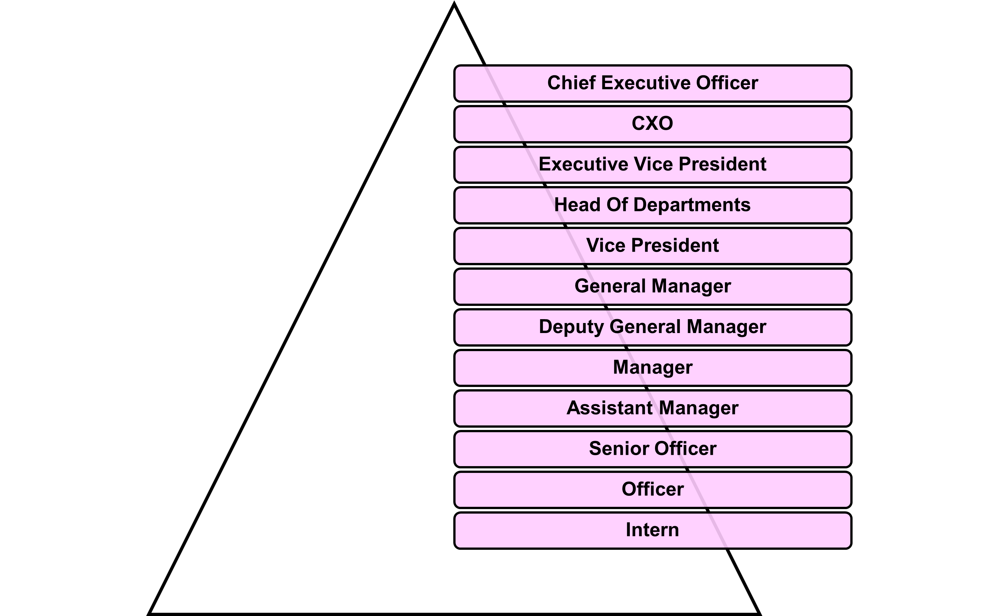 Chief Executive Officer
CXO
Executive Vice President
Head Of Departments
Vice President
General Manager
Deputy General Manager
Manager
Assistant Manager
Senior Officer
Officer
Intern